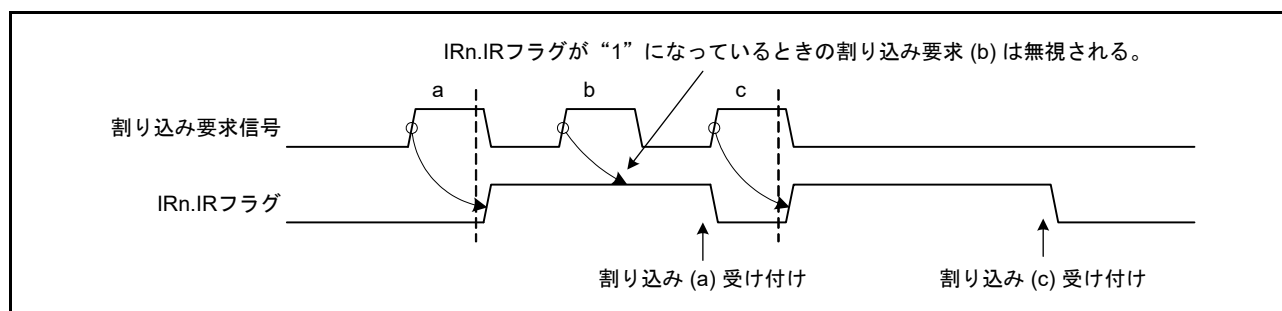 IRn.IRフラグが“1”になっているときの割り込み要求 (b) は無視される。
a b c
割り込み要求信号
IRn.IRフラグ
割り込み (a) 受け付け 割り込み (c) 受け付け